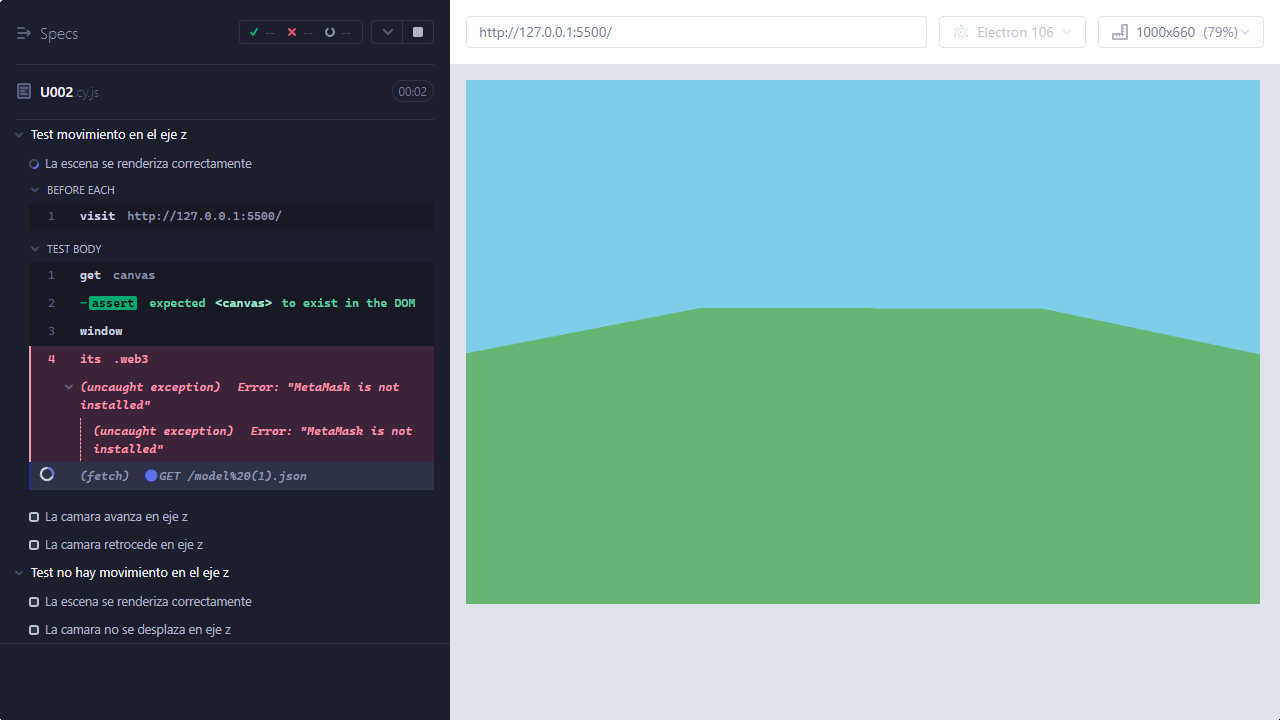 Specs
--
--
--
U002.cy.js
00:02
Test movimiento en el eje z
La escena se renderiza correctamente
BEFORE EACH
1 visit http://127.0.0.1:5500/
TEST BODY
1 get canvas
2 -assert expected <canvas> to exist in the DOM
3 window
4 its .web3
(uncaught exception) Error: "MetaMask is not
installed"
(uncaught exception) Error: "MetaMask is not
installed"
(fetch) GET /model%20(1).json
La camara avanza en eje z
La camara retrocede en eje z
Test no hay movimiento en el eje z
La escena se renderiza correctamente
La camara no se desplaza en eje z
http://127.0.0.1:5500/
Electron 106
1000x660 (79%)